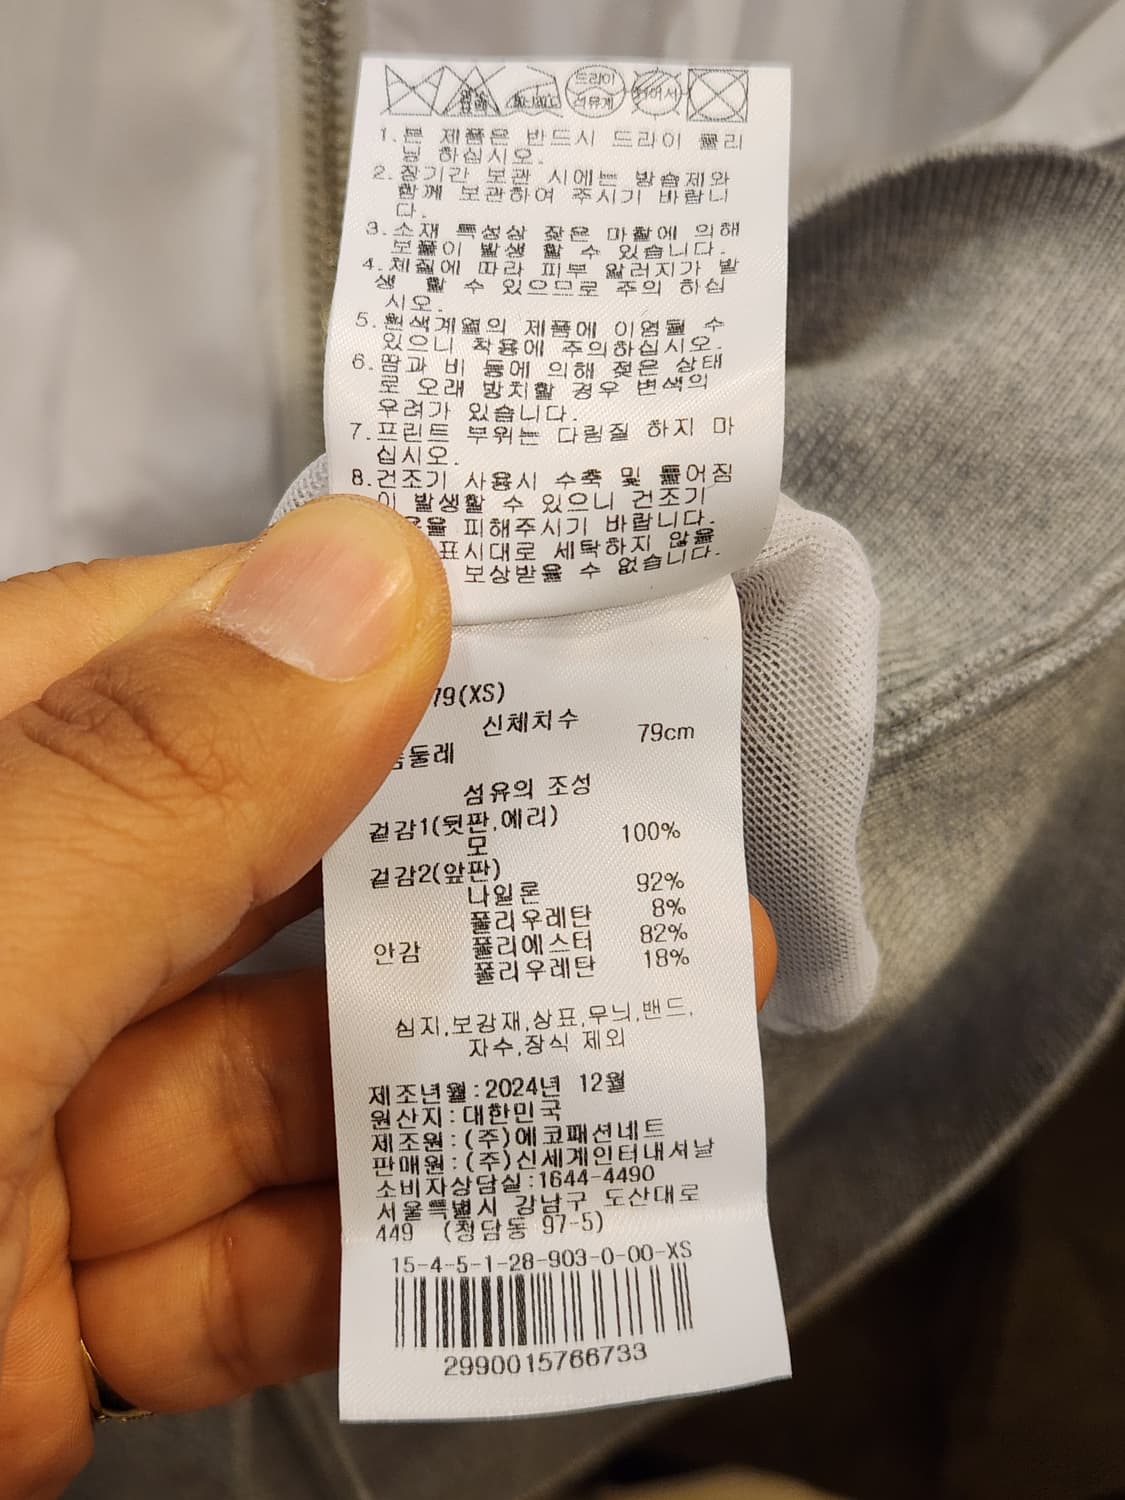 드라이
석유계
80~120℃
1.본 제품은 반드시 드라이 클리
닝 하십시오.
2.장기간 보관 시에는 방습제와
함께 보관하여 주시기 바랍니
다.
3.소재 특성상 잦은 마찰에 의해
보풀이 발생 할 수 있습니다.
4.체질에 따라 피부 알러지가 발
생 할 수 있으므로 주의 하십
시오.
5.흰색계열의 제품에 이염될 수
있으니 착용에 주의하십시오.
6.땀과 비 등에 의해 젖은 상태
로 오래 방치할 경우 변색의
우려가 있습니다.
7.프린트 부위는 다림질 하지 마
십시오.
8.건조기 사용시 수축 및 틀어짐
이 발생할 수 있으니 건조기
용을 피해주시기 바랍니다.
표시대로 세탁하지 않을
보상받을 수 없습니다.
79(XS)
신체치수
둘레 79cm
섬유의 조성
겉감1(뒷판,에리)
모 100%
겉감2(앞판)
나일론 92%
폴리우레탄 8%
안감 폴리에스터 82%
폴리우레탄 18%
심지,보강재,상표,무늬,밴드,
자수,장식 제외
제조년월:2024년 12월
원산지:대한민국
제조원:(주)에코패션네트
판매원:(주)신세계인터내셔날
소비자상담실:1644-4490
서울특별시 강남구 도산대로
449 (청담동 97-5)
15-4-5-1-28-903-0-00-XS
2990015766733